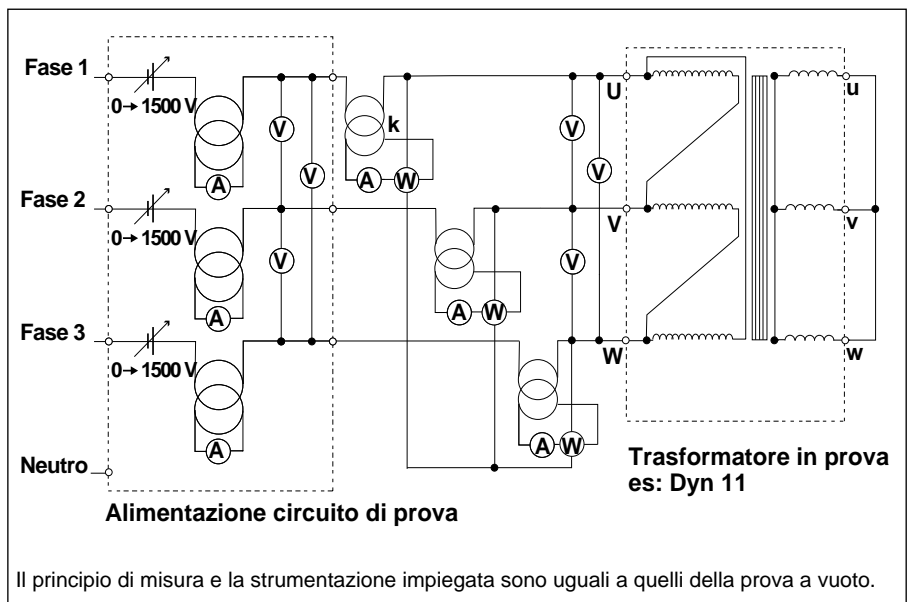 Fase 1
0→ 1500 V
A
V
V
k
A
W
V
V
U
u
Fase 2
0→ 1500 V
A
V
A
W
V
V
v
Fase 3
0→ 1500 V
A
A
W
W
w
Neutro
Trasformatore in prova
es: Dyn 11
Alimentazione circuito di prova
Il principio di misura e la strumentazione impiegata sono uguali a quelli della prova a vuoto.